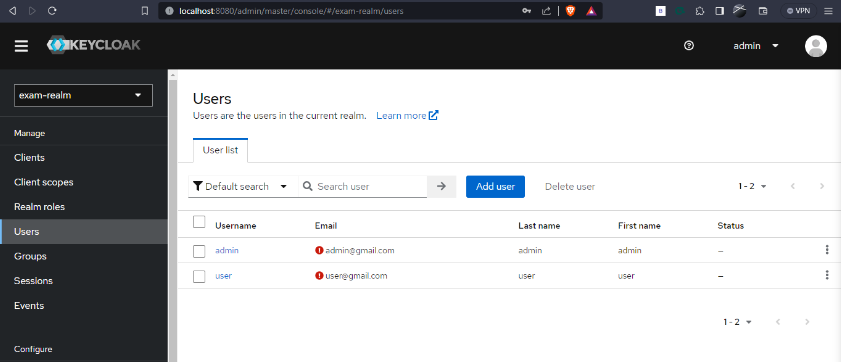 localhost:8080/admin/master/console/#/exam-realm/users
VPN
KEYCLOAK
admin
exam-realm
Manage
Clients
Client scopes
Realm roles
Users
Groups
Sessions
Events
Configure
Users
Users are the users in the current realm. Learn more
User list
Default search Search user Add user Delete user 1 - 2
Username Email Last name First name Status
admin admin@gmail.com admin admin –
user user@gmail.com user user –
1 - 2